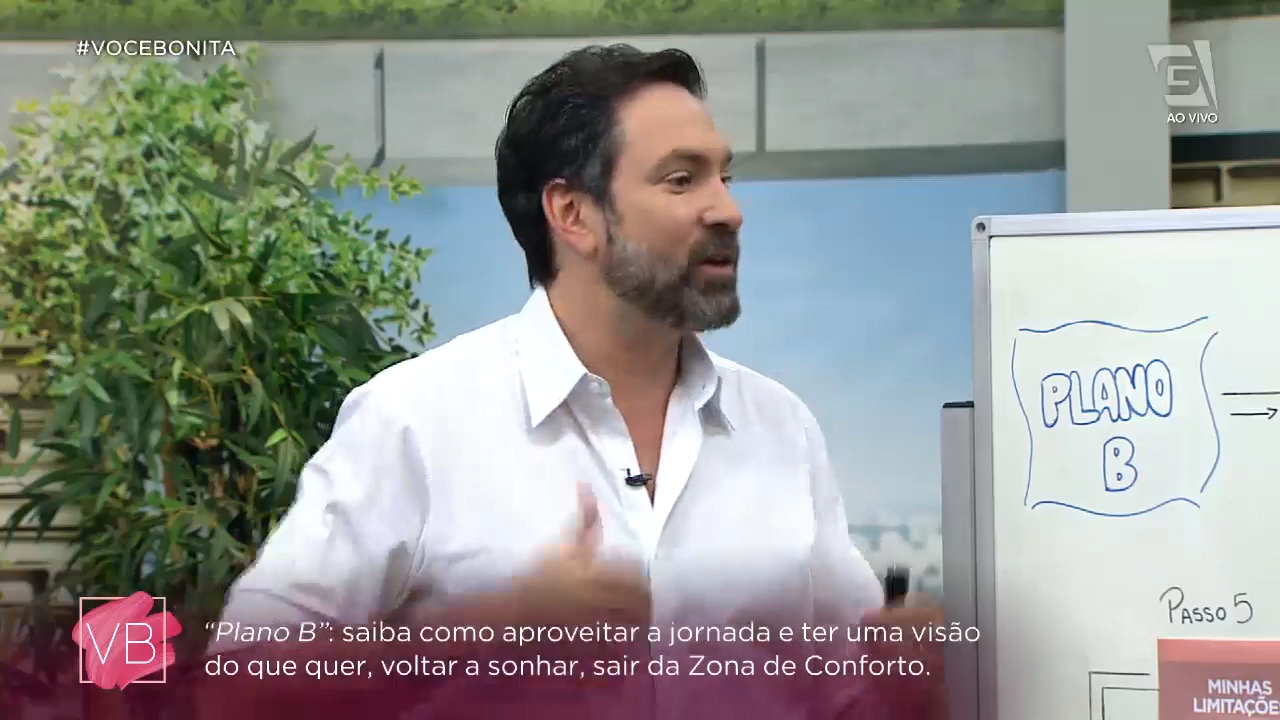 #VOCEBONITA
G
AO VIVO
PLANO
B
PASSO 5
MINHAS
VB
"Plano B": saiba como aproveitar a jornada e ter uma visão
do que quer, voltar a sonhar, sair da Zona de Conforto.